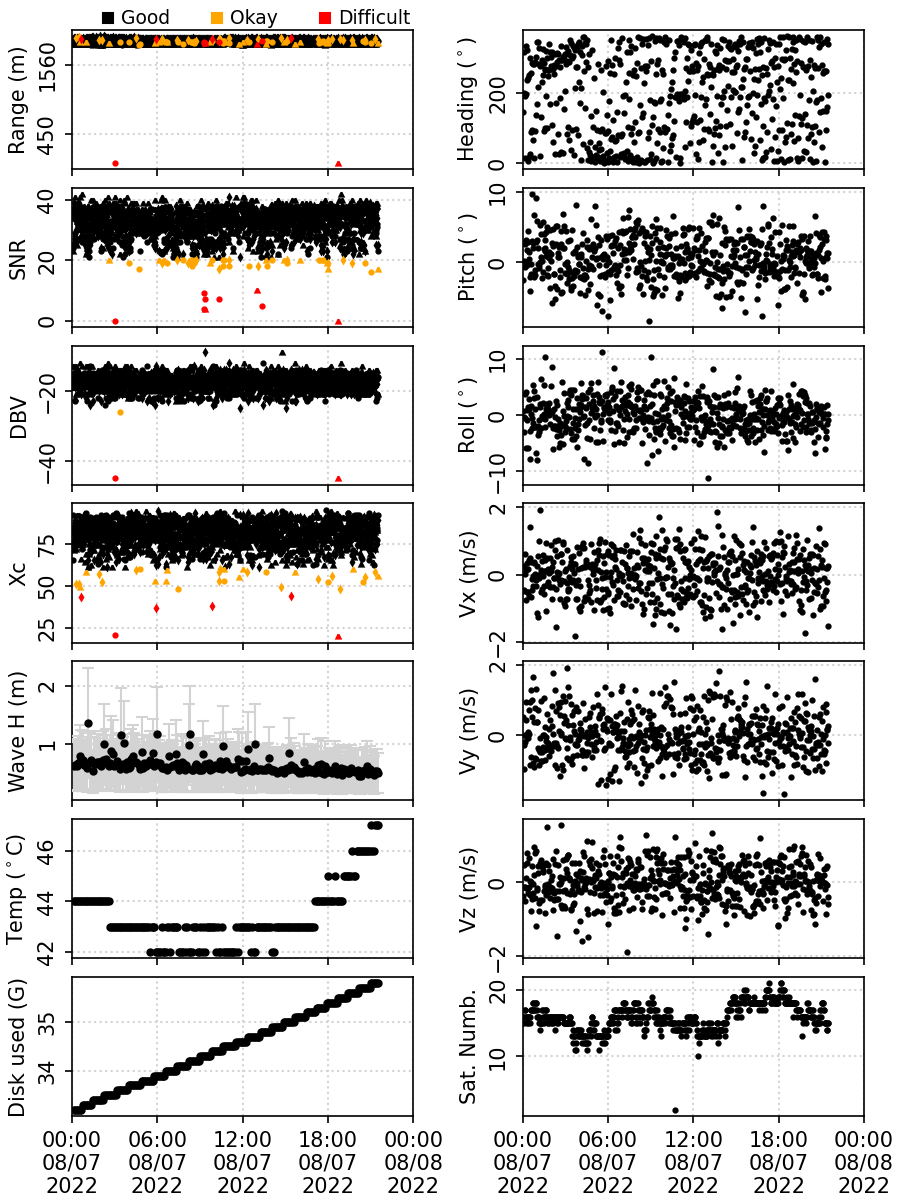 Good Okay Difficult
Range (m)
1560
450
Heading (°)
200
0
SNR
40
20
0
Pitch (°)
10
0
DBV
−20
−40
Roll (°)
10
0
−10
Xc
75
50
25
Vx (m/s)
2
0
−2
Wave H (m)
2
1
Vy (m/s)
2
0
Temp (°C)
46
44
42
Vz (m/s)
0
−2
Disk used (G)
35
34
Sat. Numb.
20
10
00:00 06:00 12:00 18:00 00:00
08/07 08/07 08/07 08/07 08/08
2022 2022 2022 2022 2022
00:00 06:00 12:00 18:00 00:00
08/07 08/07 08/07 08/07 08/08
2022 2022 2022 2022 2022